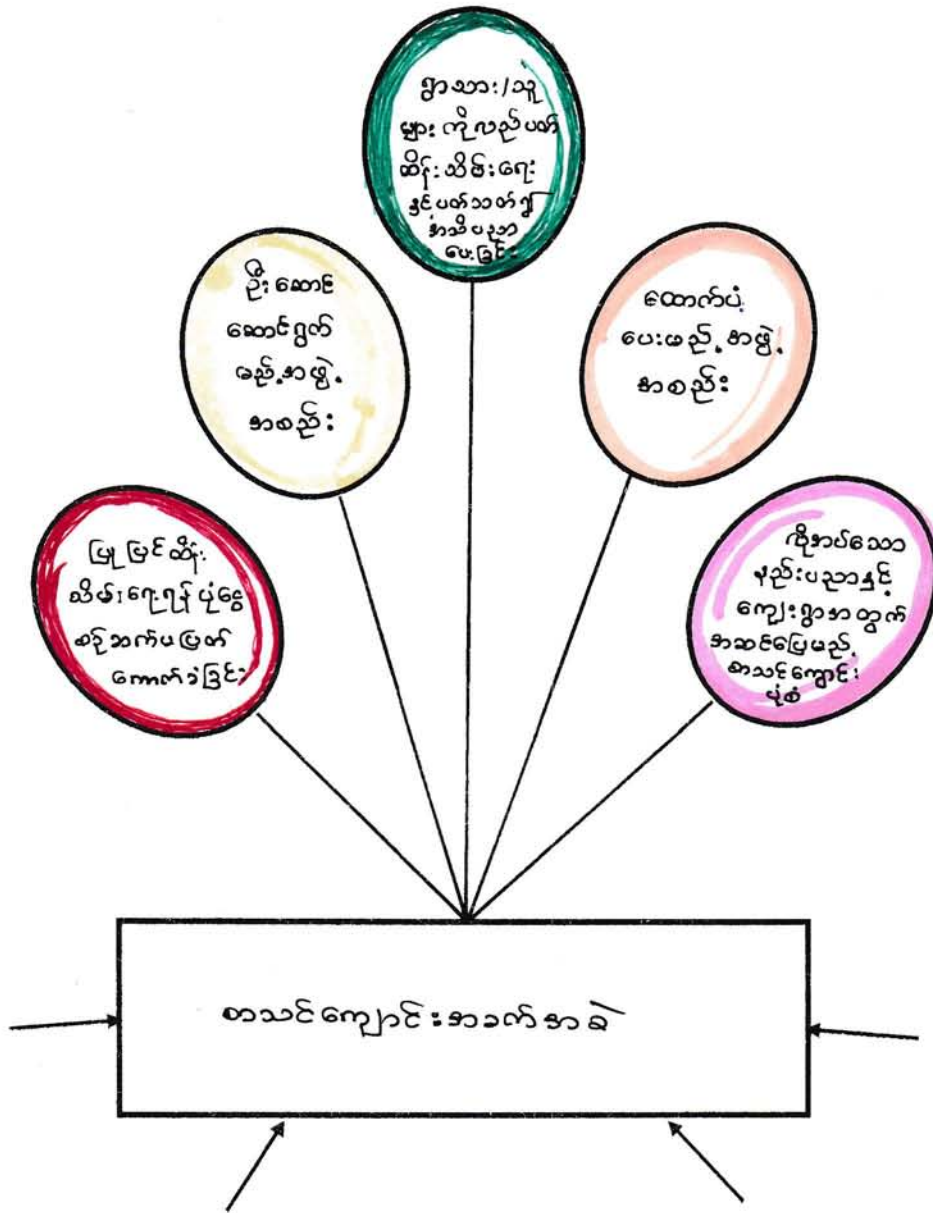 ရွာသား/သူ
များကိုလည်ပတ်
ထိန်းသိမ်းရေး
နှင့်ပတ်သတ်၍
အသိပညာ
ပေးခြင်း
ဦးဆောင်
ဆောင်ရွက်
မည့်အဖွဲ့
အစည်း
ထောက်ပံ့
ပေးမည့်အဖွဲ့
အစည်း
ပြုပြင်ထိန်း
သိမ်းရေးရန်ပုံငွေ
စဉ်ဆက်မပြတ်
ကောက်ခံခြင်း
လိုအပ်သော
နည်းပညာနှင့်
ကျေးရွာအတွက်
အဆင်ပြေမည့်
စာသင်ကျောင်း
ပုံစံ
စာသင်ကျောင်းအခက်အခဲ